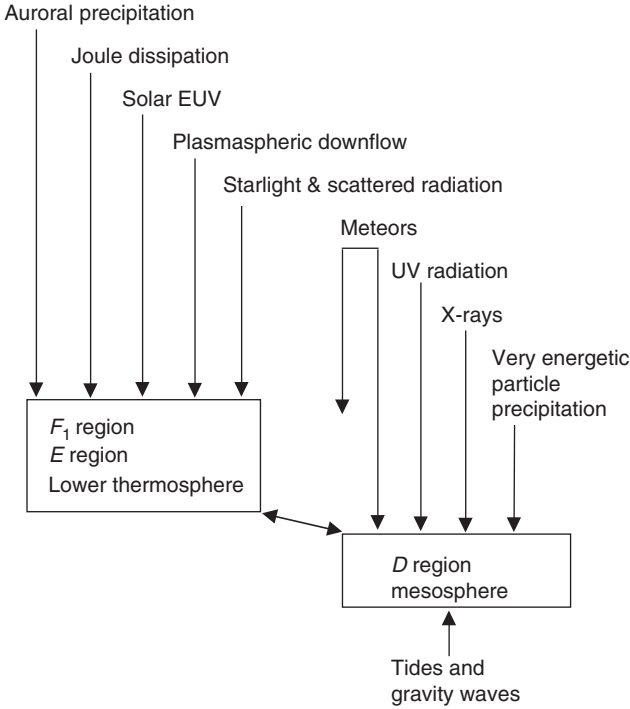 Auroral precipitation
Joule dissipation
Solar EUV
Plasmaspheric downflow
Starlight & scattered radiation
Meteors
UV radiation
X-rays
Very energetic
particle
precipitation
F₁ region
E region
Lower thermosphere
D region
mesosphere
Tides and
gravity waves